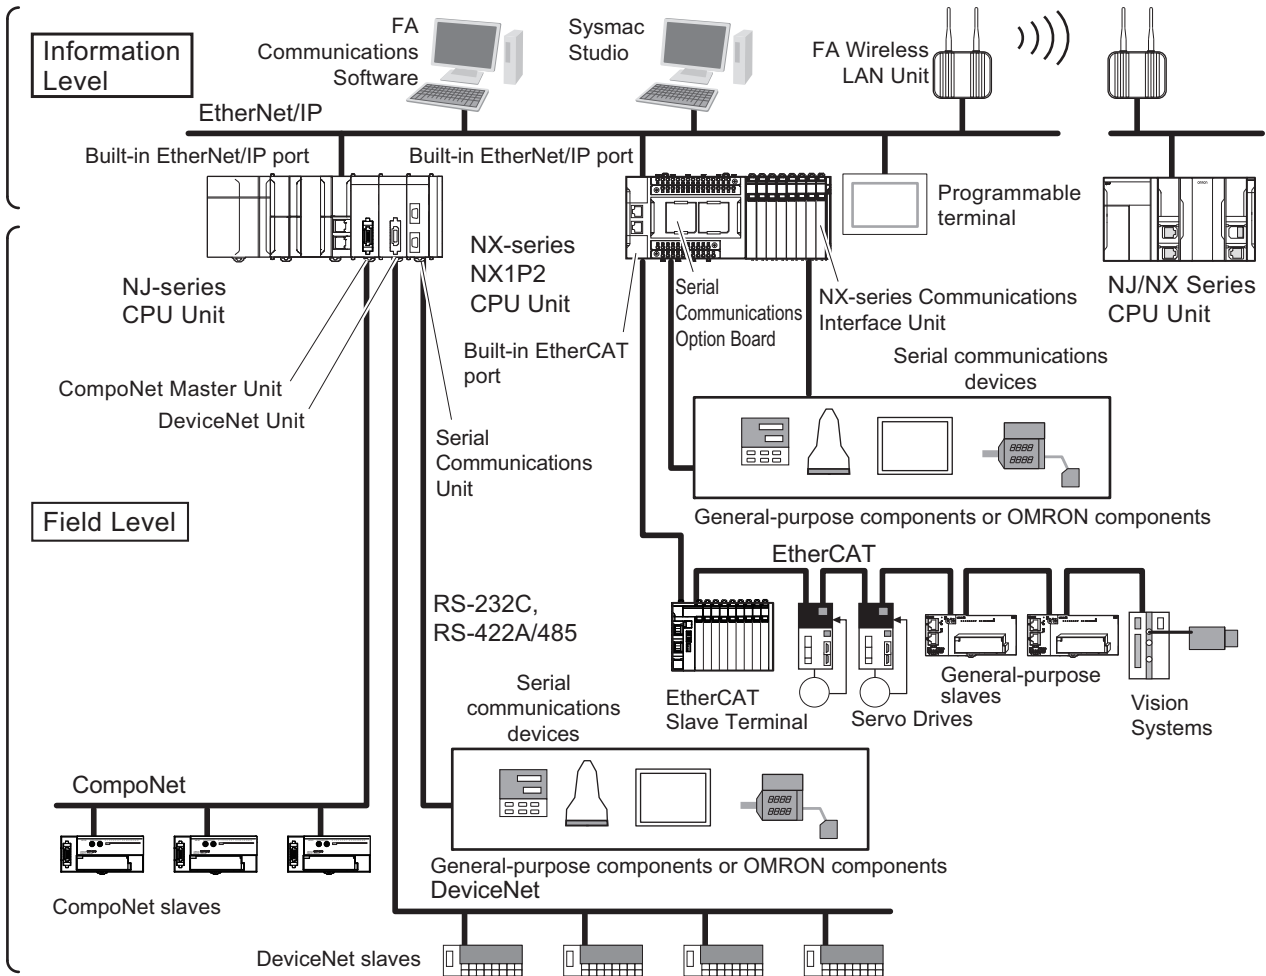 Information
Level
FA
Communications
Software
Sysmac
Studio
FA Wireless
LAN Unit
EtherNet/IP
Built-in EtherNet/IP port
Built-in EtherNet/IP port
Programmable
terminal
NJ-series
CPU Unit
NX-series
NX1P2
CPU Unit
Serial
Communications
Option Board
NX-series Communications
Interface Unit
NJ/NX Series
CPU Unit
Built-in EtherCAT
port
Serial communications
devices
CompoNet Master Unit
DeviceNet Unit
Serial
Communications
Unit
8888
8888
General-purpose components or OMRON components
Field Level
EtherCAT
RS-232C,
RS-422A/485
EtherCAT
Slave Terminal
Servo Drives
General-purpose
slaves
Vision
Systems
Serial
communications
devices
CompoNet
8888
8888
General-purpose components or OMRON components
CompoNet slaves
DeviceNet
DeviceNet slaves